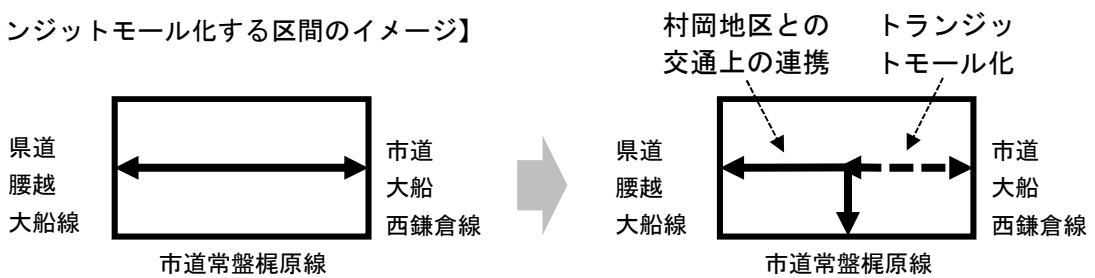 ンジットモール化する区間のイメージ】
県道
腰越
大船線
市道
大船
西鎌倉線
市道常盤梶原線
村岡地区との
交通上の連携
トランジッ
トモール化
県道
腰越
大船線
市道
大船
西鎌倉線
市道常盤梶原線